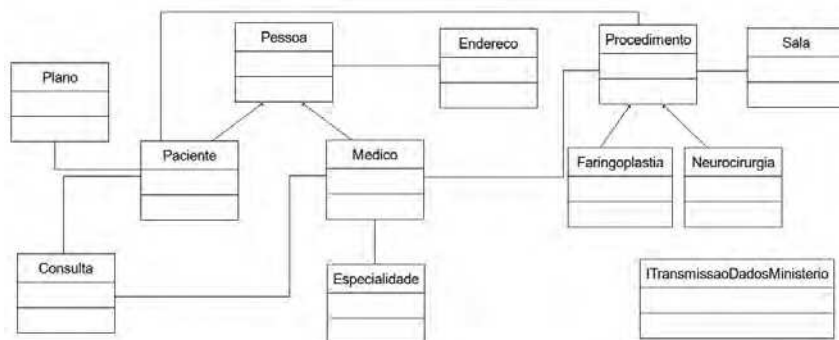 Pessoa
Endereco
Procedimento
Sala
Plano
Paciente
Medico
Faringoplastia
Neurocirurgia
Consulta
Especialidade
ITransmissaoDadosMinisterio